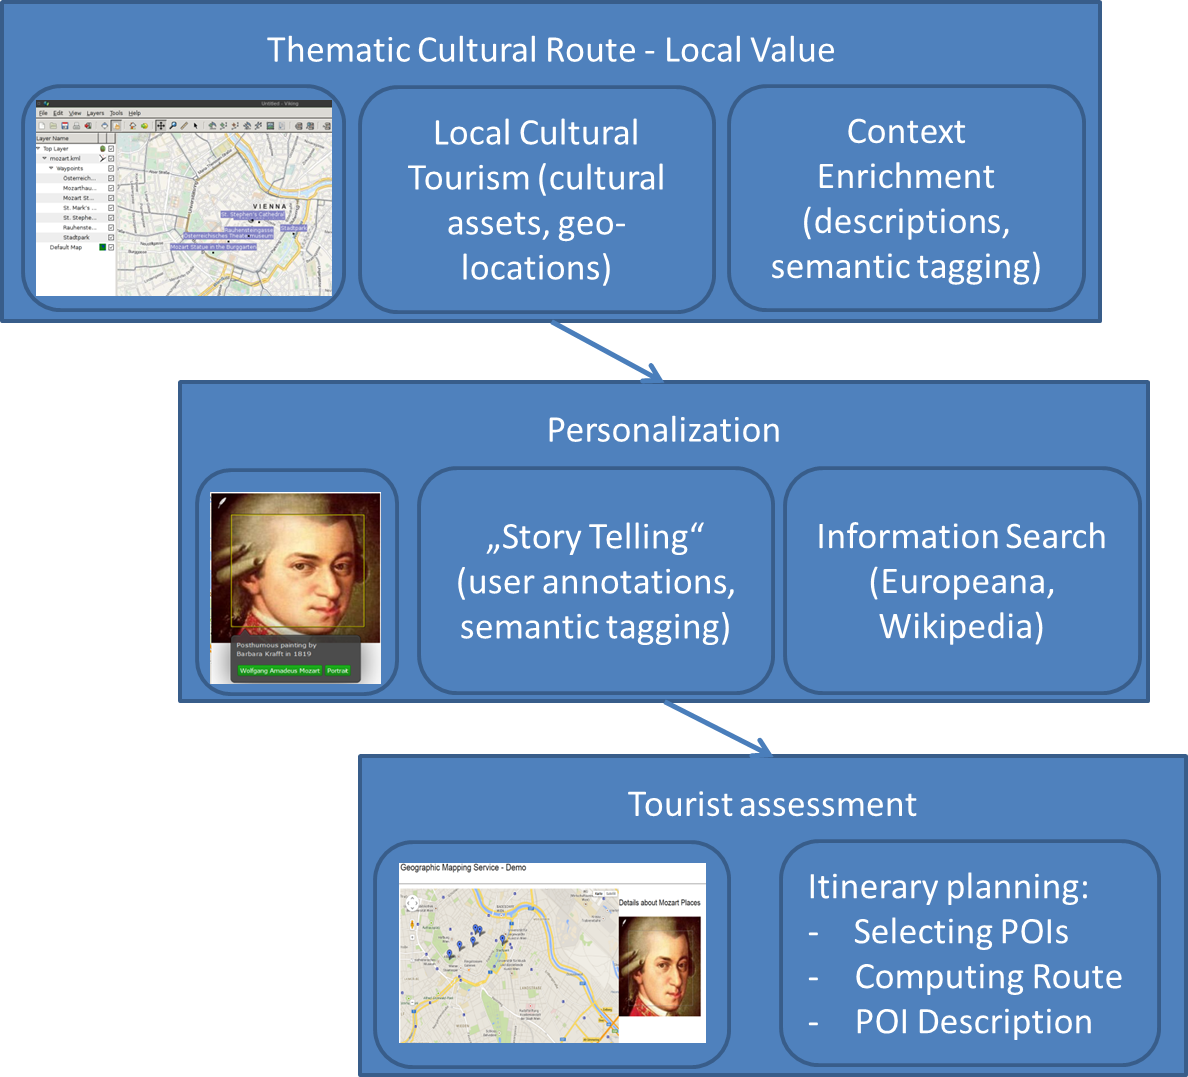 Thematic Cultural Route - Local Value
Untitled - Viking
File Edit View Layers Tools Help
Layer Name
Top Layer
mozart.kml
Waypoints
Österreich...
Mozarthau...
Mozart St...
St. Mark's ...
St. Stephe...
Rauhenste...
Stadtpark
Default Map
VIENNA
St. Stephen's Cathedral
Rauhensteingasse
Stadtpark
Österreichisches Theatermuseum
Mozart Statue in the Burggarten
Local Cultural
Tourism (cultural
assets, geo-
locations)
Context
Enrichment
(descriptions,
semantic tagging)
Personalization
Posthumous painting by
Barbara Krafft in 1819
Wolfgang Amadeus Mozart Portrait
„Story Telling“
(user annotations,
semantic tagging)
Information Search
(Europeana,
Wikipedia)
Tourist assessment
Geographic Mapping Service - Demo
Details about Mozart Places
Itinerary planning:
- Selecting POIs
- Computing Route
- POI Description